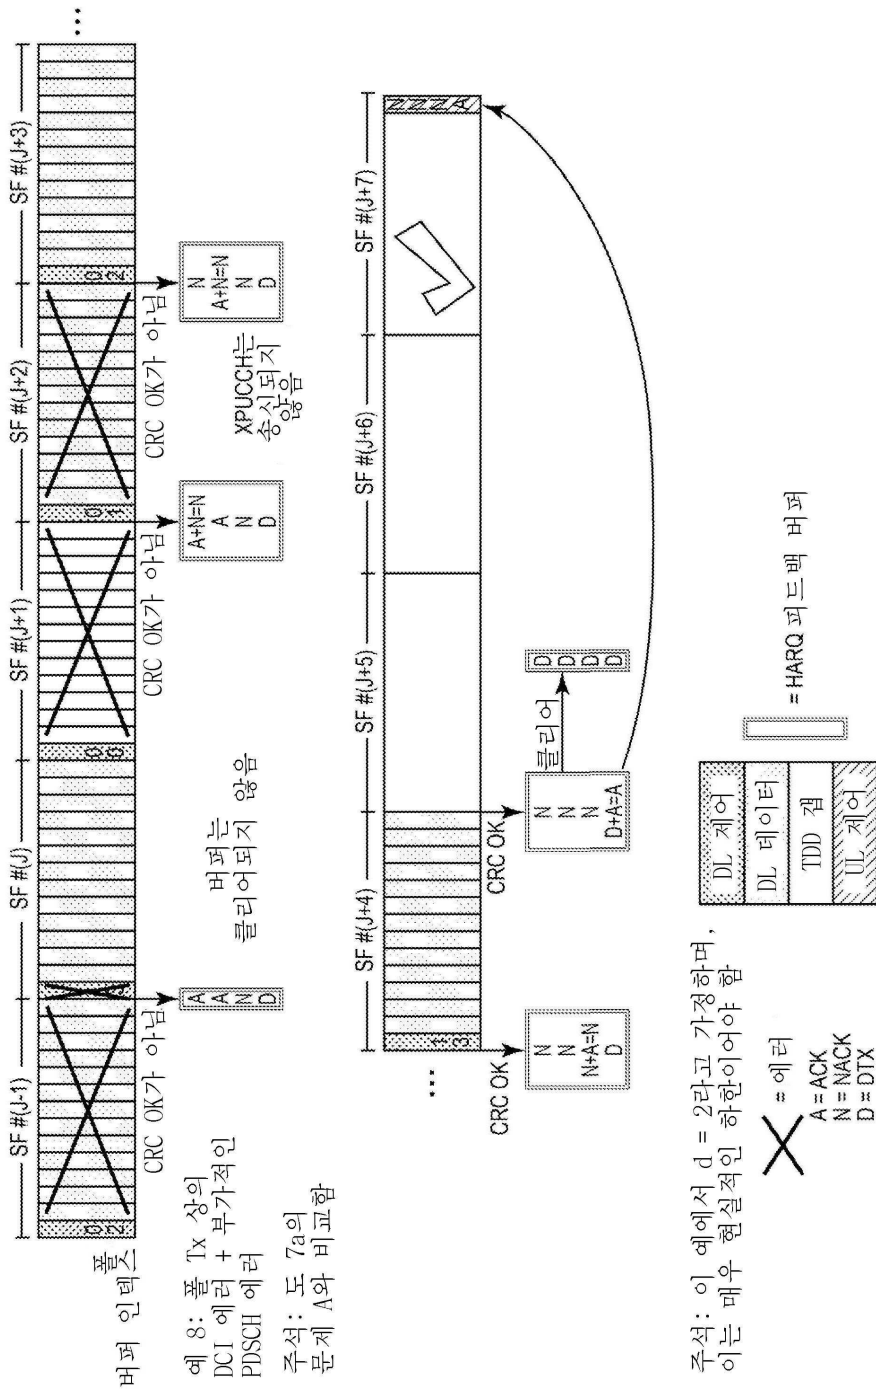 SF #(J-1)
SF #(J)
SF #(J+1)
SF #(J+2)
SF #(J+3)
...
폴
버퍼 인덱스
0
2
0
0
0
1
0
2
CRC OK가 아님
CRC OK가 아님
CRC OK가 아님
예 8: 폴 Tx 상의
DCI 에러 + 부가적인
PDSCH 에러
주석: 도 7a의
문제 A와 비교함
A
A
N
D
버퍼는
클리어되지 않음
A+N=N
A
N
D
XPUCCH는
송신되지
않음
N
A+N=N
N
D
...
SF #(J+4)
SF #(J+5)
SF #(J+6)
SF #(J+7)
1
3
N
N
N
A
CRC OK
CRC OK
N
N
N+A=N
D
N
N
N
D+A=A
클리어
D
D
D
D
주석: 이 예에서 d = 2라고 가정하며,
이는 매우 현실적인 하한이어야 함
= 에러
A = ACK
N = NACK
D = DTX
DL 제어
DL 데이터
TDD 갭
UL 제어
= HARQ 피드백 버퍼